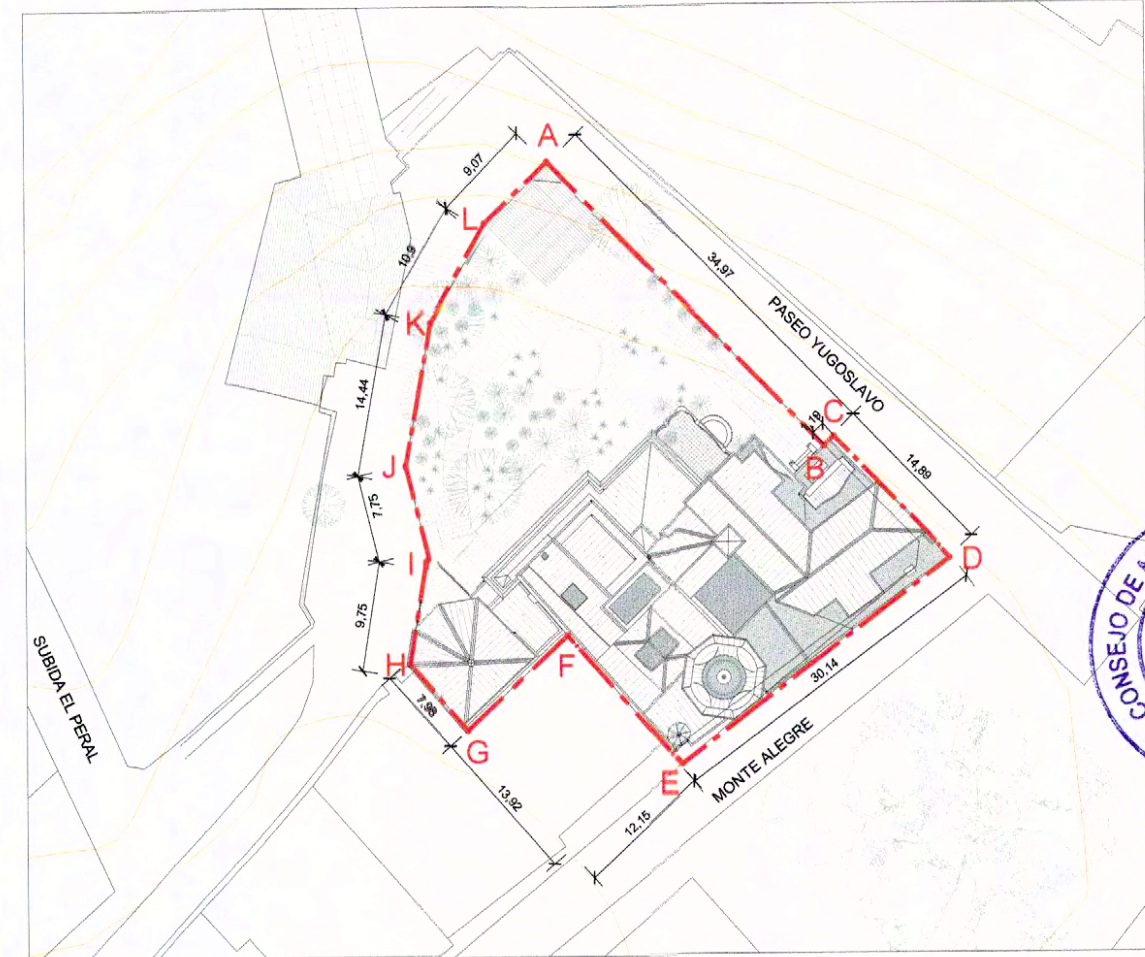 A
9,07
L
10,9
34,97
PASEO YUGOSLAVO
K
14,44
C
B
14,89
J
7,75
I
D
9,75
H
F
7,98
30,14
G
E
MONTE ALEGRE
13,92
12,15
SUBIDA EL PERAL
CONSEJO DE